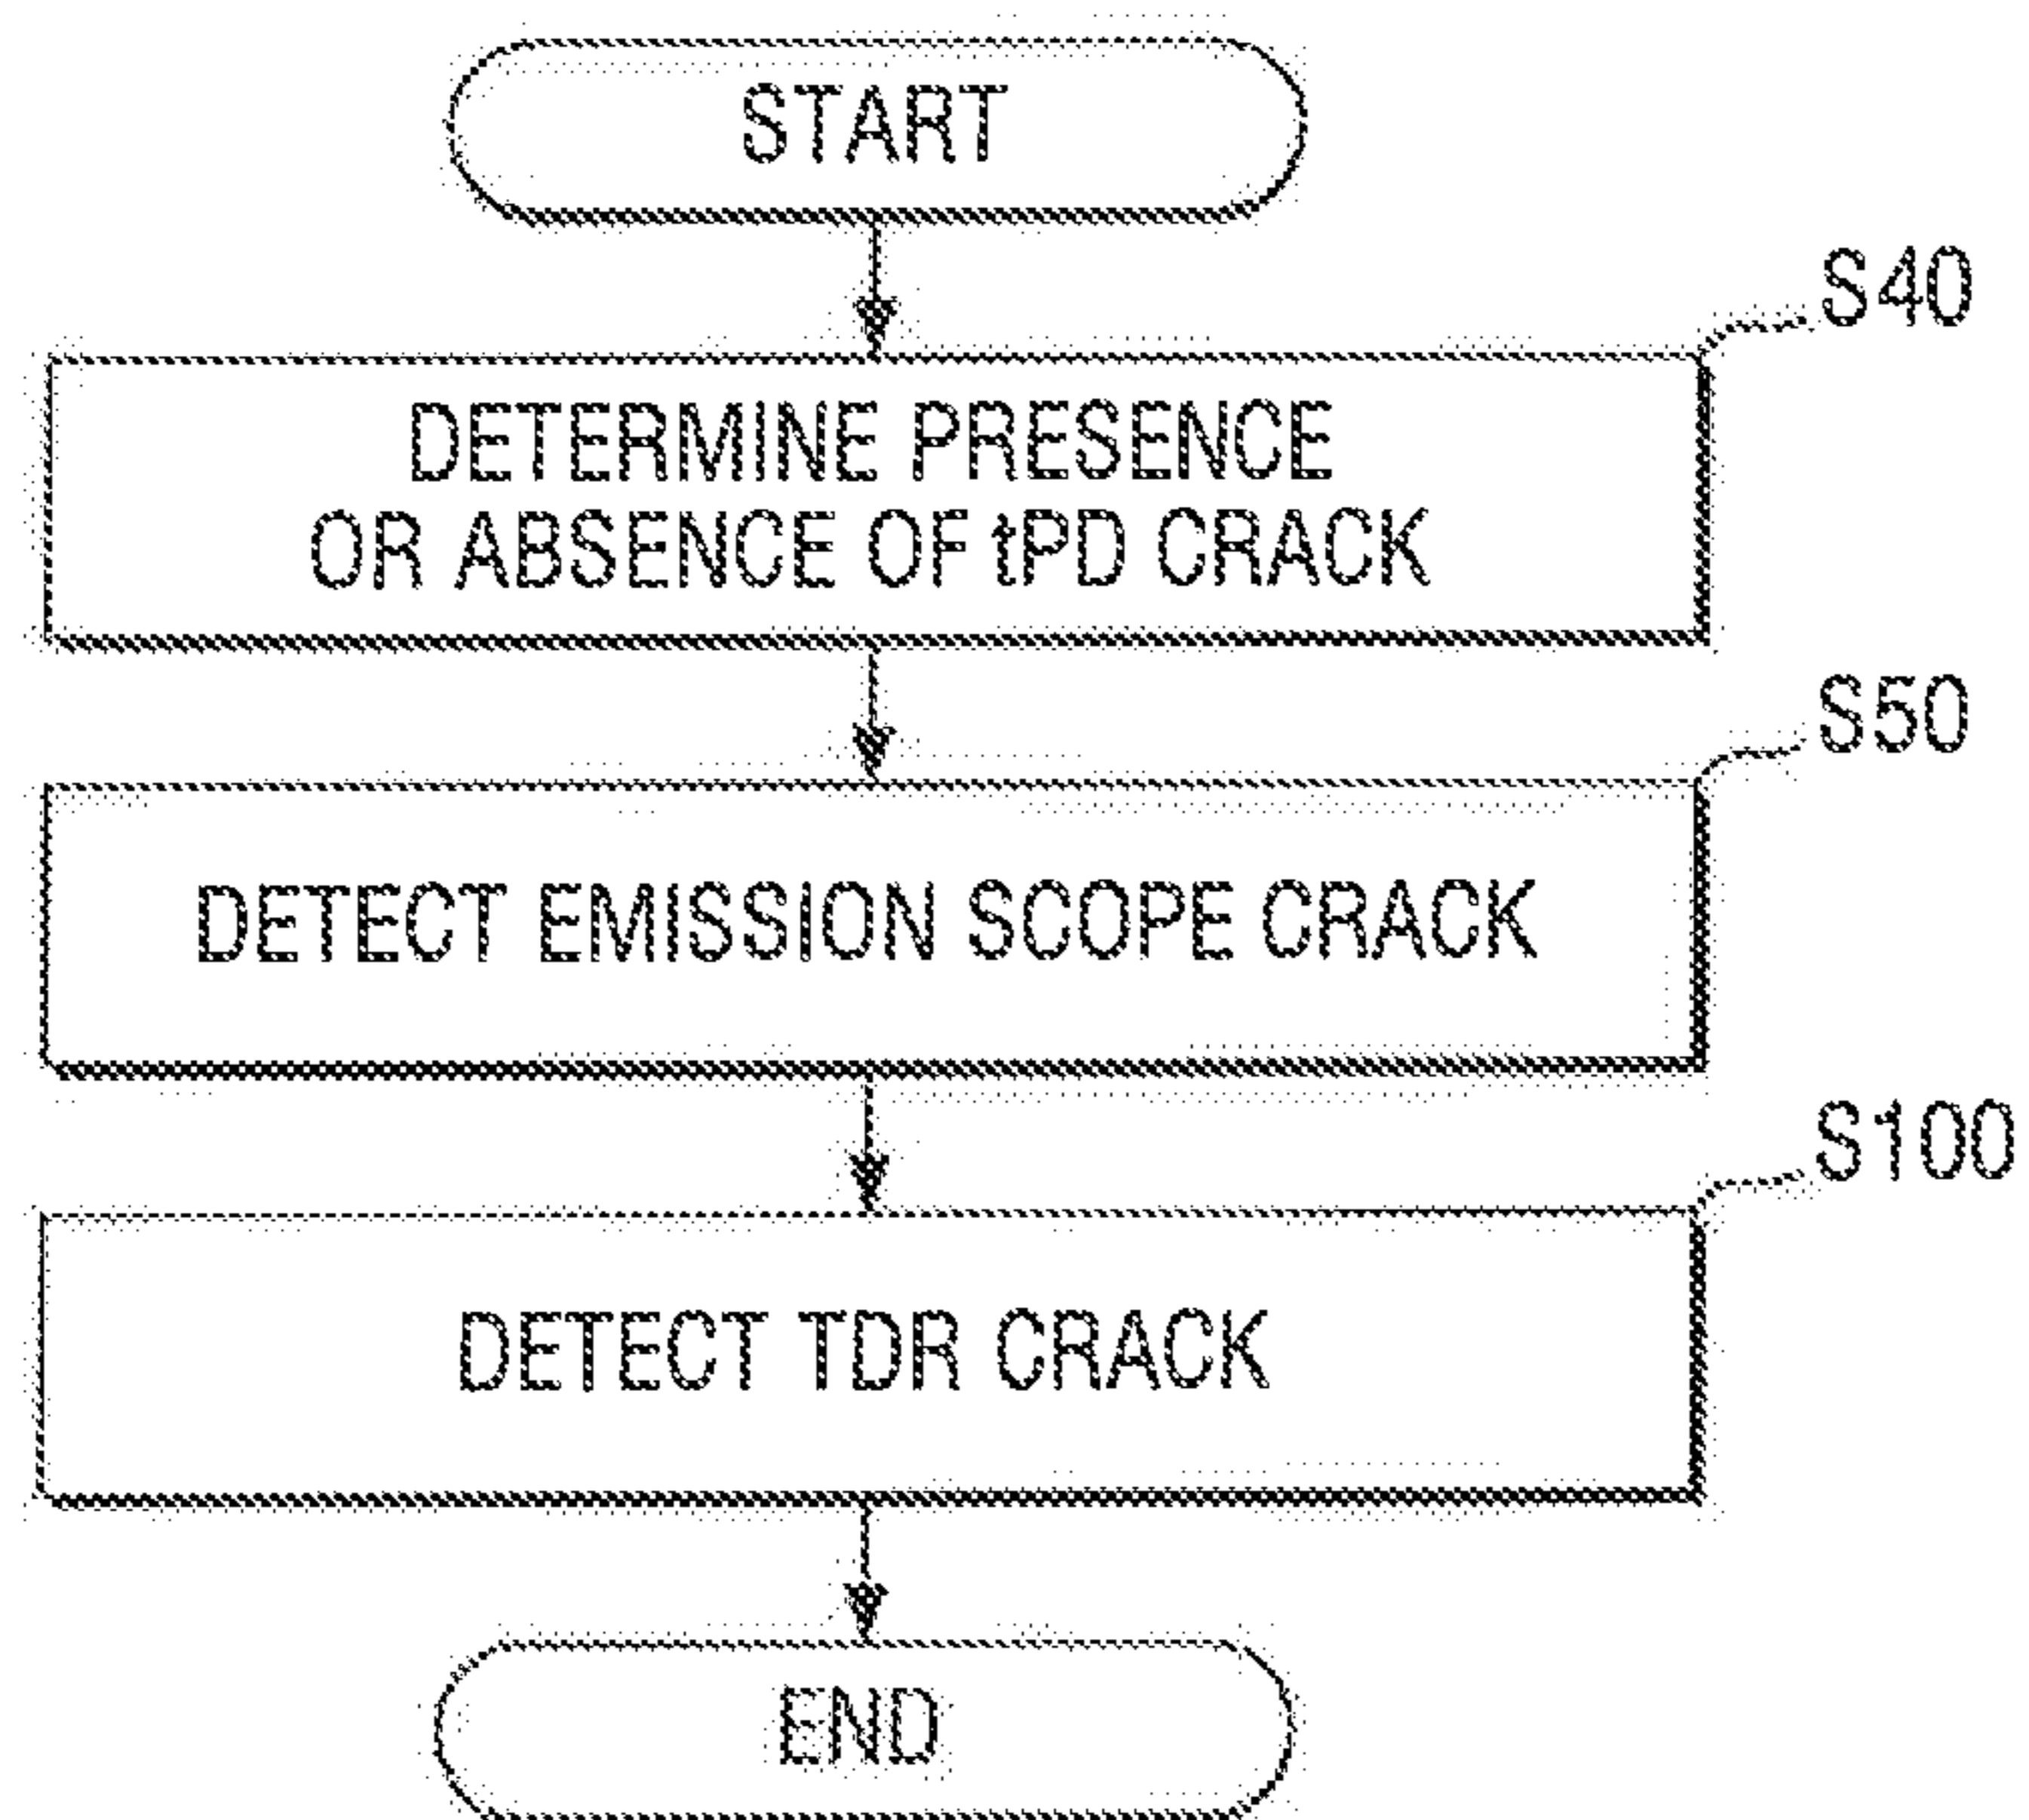 START
S40
DETERMINE PRESENCE
OR ABSENCE OF tPD CRACK
S50
DETECT EMISSION SCOPE CRACK
S100
DETECT TDR CRACK
END